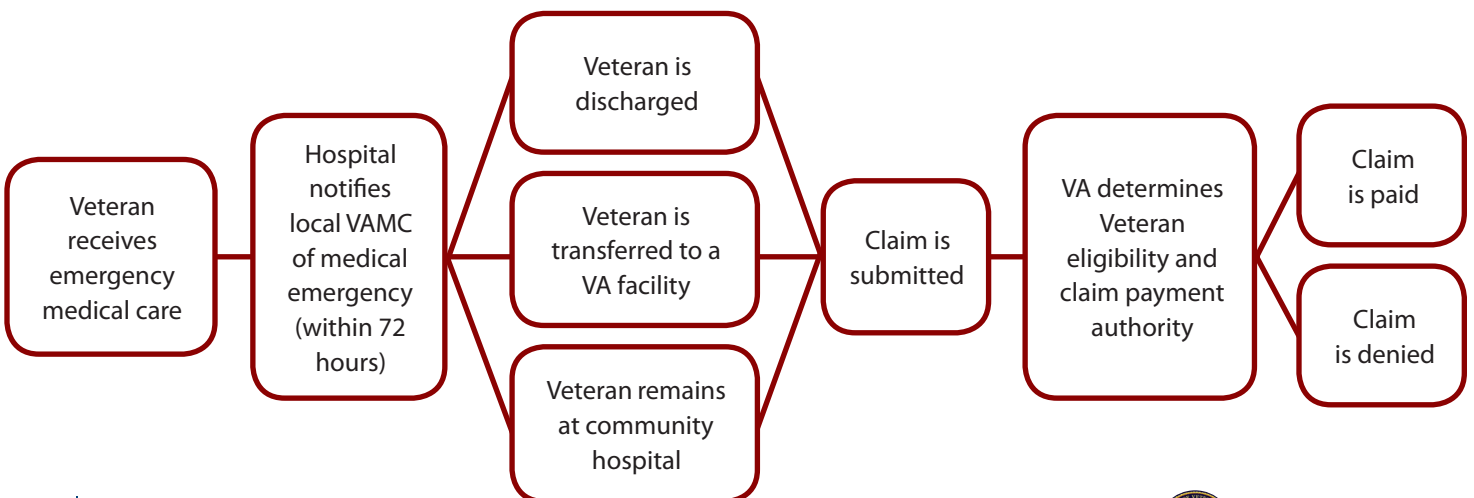 Veteran
receives
emergency
medical care
Hospital
notifies
local VAMC
of medical
emergency
(within 72
hours)
Veteran is
discharged
Veteran is
transferred to a
VA facility
Veteran remains
at community
hospital
Claim is
submitted
VA determines
Veteran
eligibility and
claim payment
authority
Claim
is paid
Claim
is denied